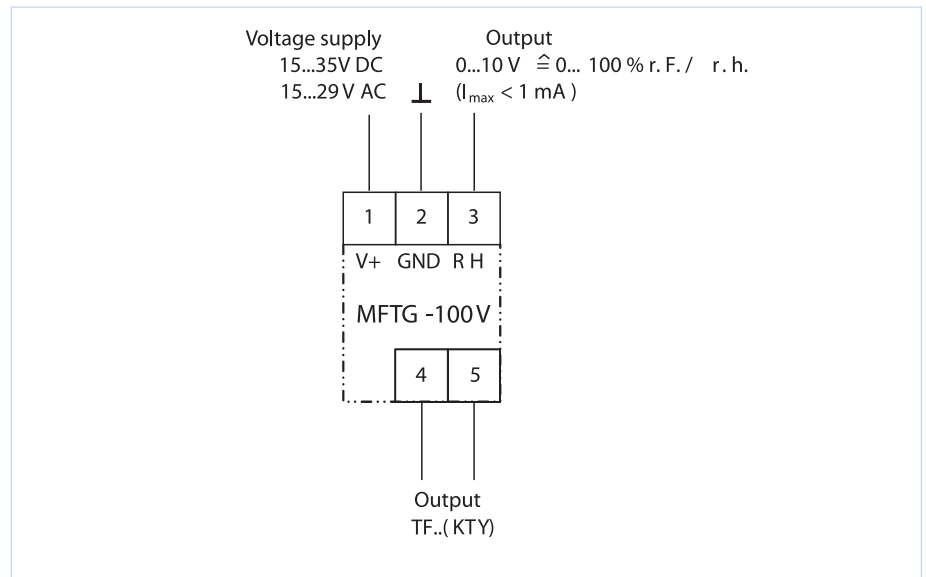 Voltage supply
15...35V DC
15...29 V AC
⊥
Output
0...10 V ≙ 0... 100 % r. F. / r. h.
(Imax < 1 mA )
1 2 3
V+ GND R H
MFTG -100 V
4 5
Output
TF..( KTY)